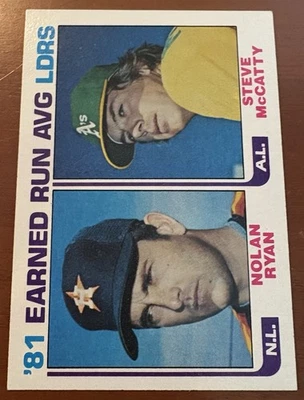 '81 EARNED RUN AVG LDRS
A's
STEVE
McCATTY
A.L.
NOLAN
RYAN
N.L.